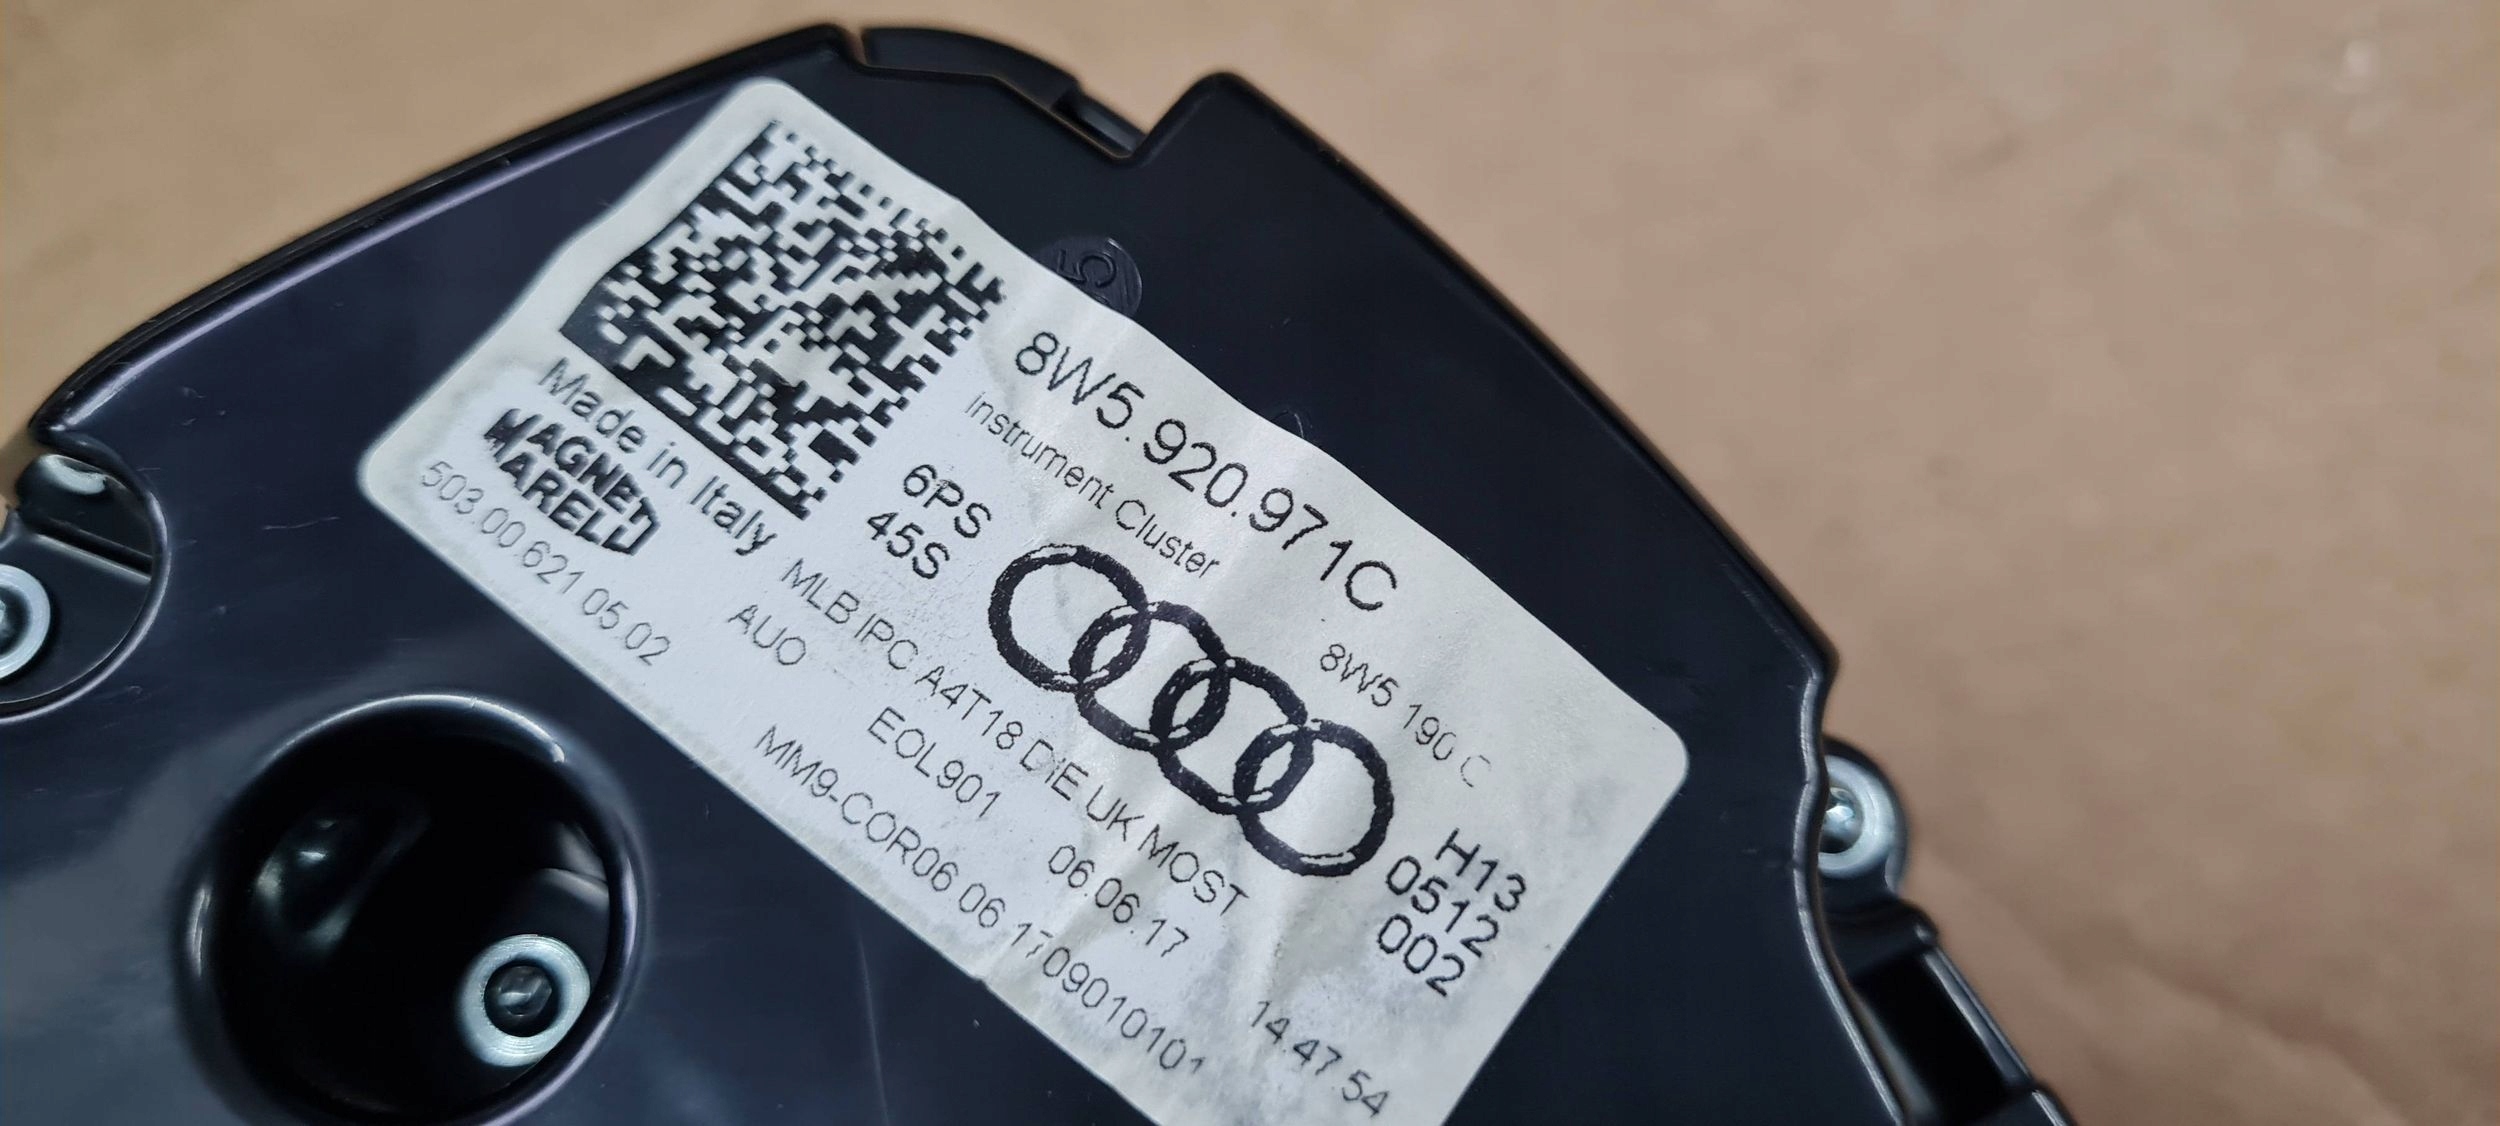 8W5.920.971C
Instrument Cluster
8W5 190 C
6PS
45S
H13
0512
002
Made in Italy
MAGNETI
MARELLI
503.00.621.05.02
MLB IPC A4T18 DIE UK MOST
AUO
EOL901 06.06.17 14.47.54
MM9-COR06 06 1709010101